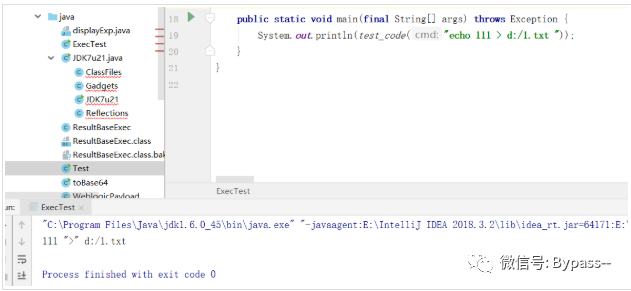 java
displayExp.java
ExecTest
JDK7u21.java
ClassFiles
Gadgets
JDK7u21
Reflections
ResultBaseExec
ResultBaseExec.class
ResultBaseExec.class.bak
Test
toBase64
WeblogicPayload
18 public static void main(final String[] args) throws Exception {
19 System.out.println(test_code( cmd: "echo 111 > d:/1.txt "));
20 }
21 }
22
ExecTest
un: ExecTest ×
"C:\Program Files\Java\jdk1.6.0_45\bin\java.exe" "-javaagent:E:\IntelliJ IDEA 2018.3.2\lib\idea_rt.jar=64171:E:\
111 ">" d:/1.txt
Process finished with exit code 0
微信号: Bypass--